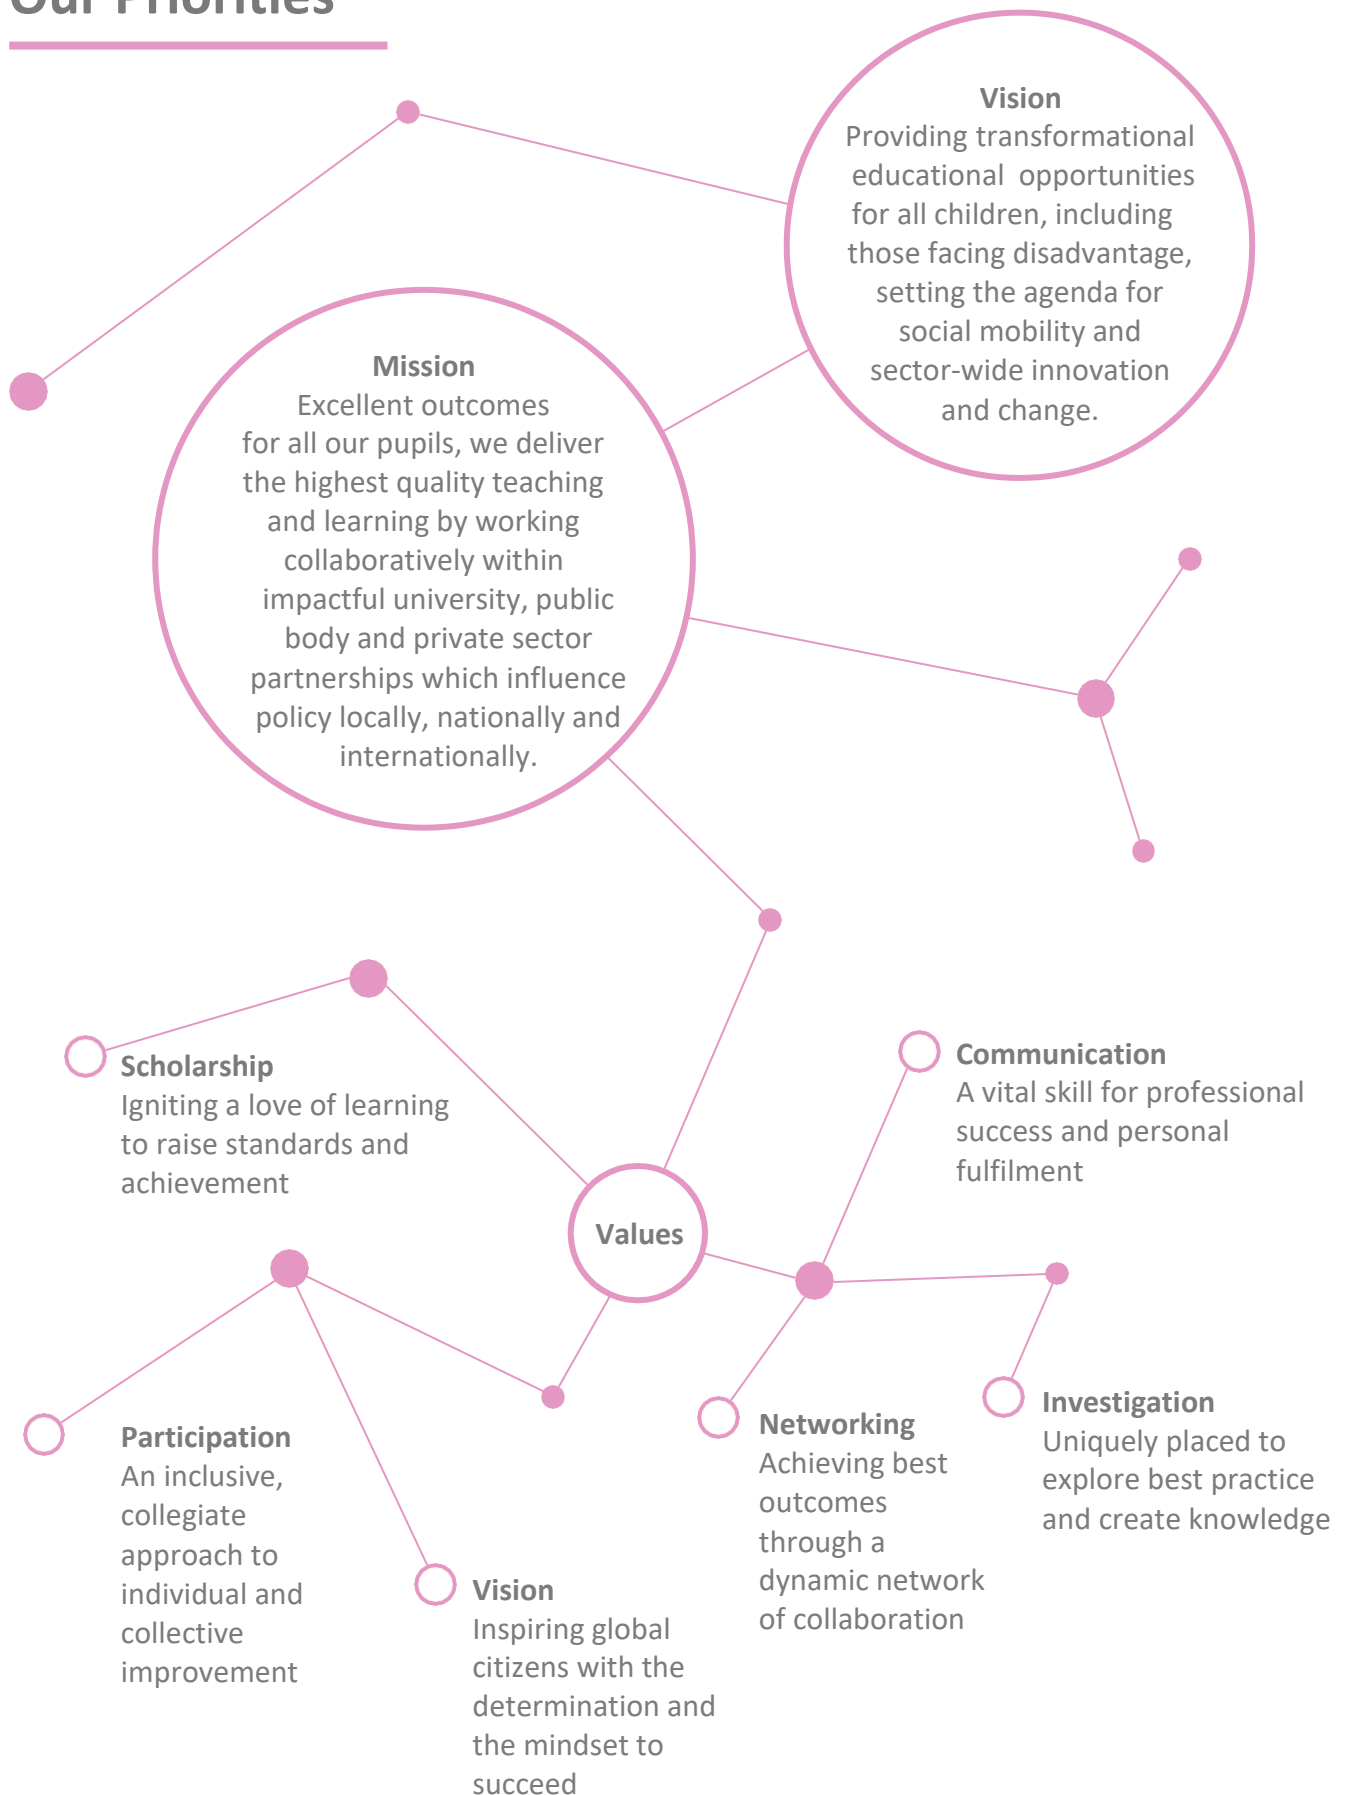 Our Priorities
Vision
Providing transformational
educational opportunities
for all children, including
those facing disadvantage,
setting the agenda for
social mobility and
sector-wide innovation
and change.
Mission
Excellent outcomes
for all our pupils, we deliver
the highest quality teaching
and learning by working
collaboratively within
impactful university, public
body and private sector
partnerships which influence
policy locally, nationally and
internationally.
Scholarship
Igniting a love of learning
to raise standards and
achievement
Communication
A vital skill for professional
success and personal
fulfilment
Values
Participation
An inclusive,
collegiate
approach to
individual and
collective
improvement
Vision
Inspiring global
citizens with the
determination and
the mindset to
succeed
Networking
Achieving best
outcomes
through a
dynamic network
of collaboration
Investigation
Uniquely placed to
explore best practice
and create knowledge